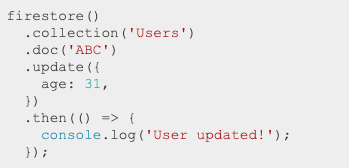 firestore()
  .collection('Users')
  .doc('ABC')
  .update({
    age: 31,
  })
  .then(() => {
    console.log('User updated!');
  });